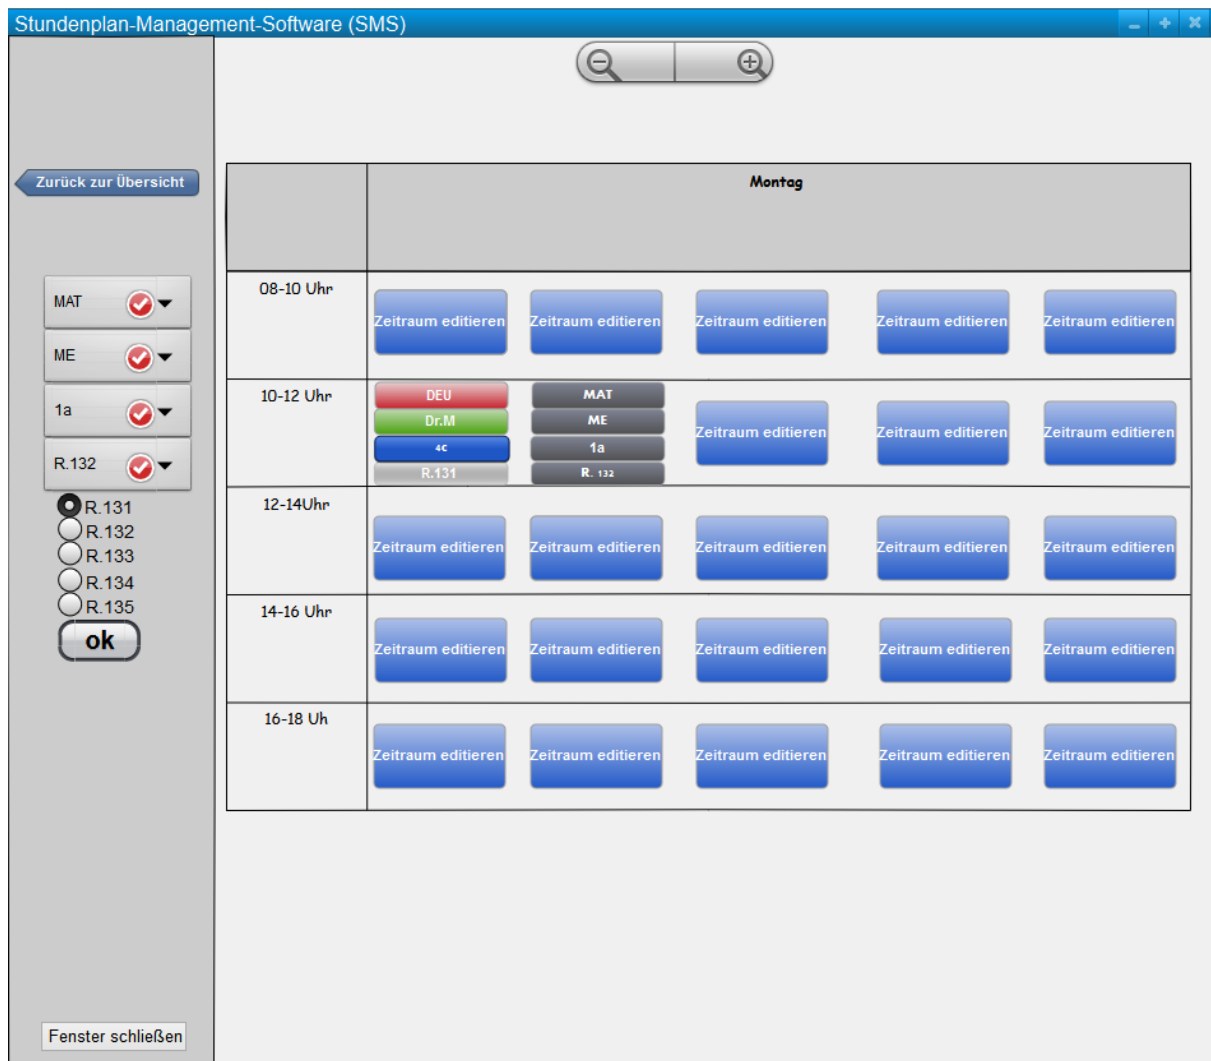 Stundenplan-Management-Software (SMS)
Zurück zur Übersicht
MAT
ME
1a
R.132
R.131
R.132
R.133
R.134
R.135
ok
Fenster schließen
Montag
08-10 Uhr
Zeitraum editieren Zeitraum editieren Zeitraum editieren Zeitraum editieren Zeitraum editieren
10-12 Uhr
DEU MAT
Dr.M ME
4C 1a
R.131 R. 132
Zeitraum editieren Zeitraum editieren Zeitraum editieren
12-14Uhr
Zeitraum editieren Zeitraum editieren Zeitraum editieren Zeitraum editieren Zeitraum editieren
14-16 Uhr
Zeitraum editieren Zeitraum editieren Zeitraum editieren Zeitraum editieren Zeitraum editieren
16-18 Uh
Zeitraum editieren Zeitraum editieren Zeitraum editieren Zeitraum editieren Zeitraum editieren